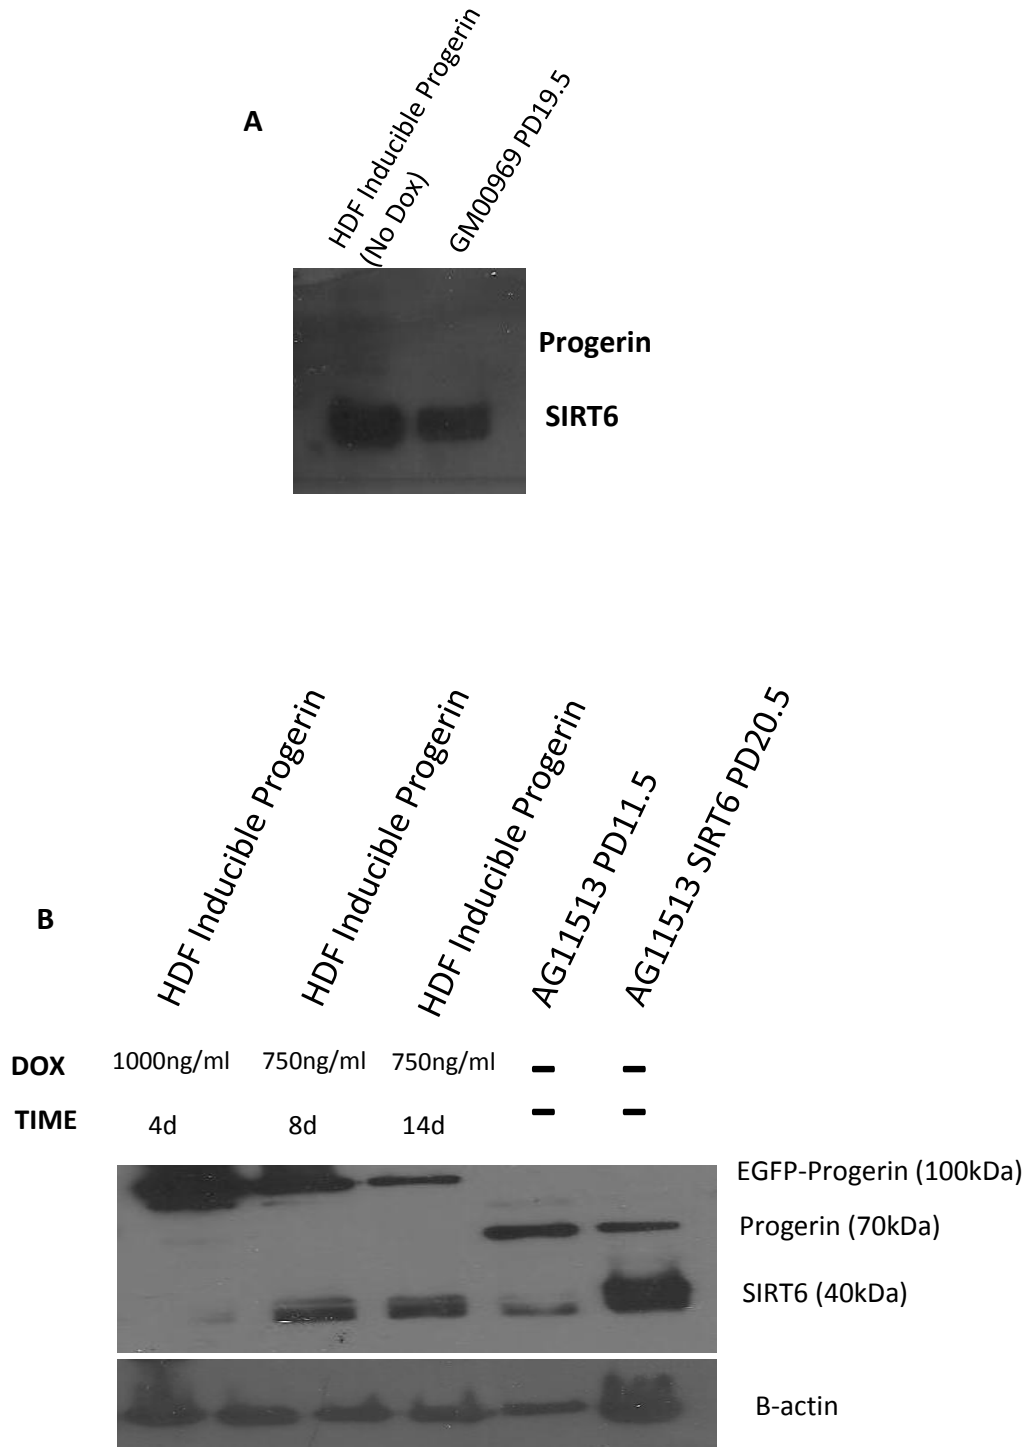 A
HDF Inducible Progerin
(No Dox)
GM00969 PD19.5
Progerin
SIRT6
B
HDF Inducible Progerin
HDF Inducible Progerin
HDF Inducible Progerin
AG11513 PD11.5
AG11513 SIRT6 PD20.5
DOX 1000ng/ml 750ng/ml 750ng/ml – –
TIME 4d 8d 14d – –
EGFP-Progerin (100kDa)
Progerin (70kDa)
SIRT6 (40kDa)
B-actin